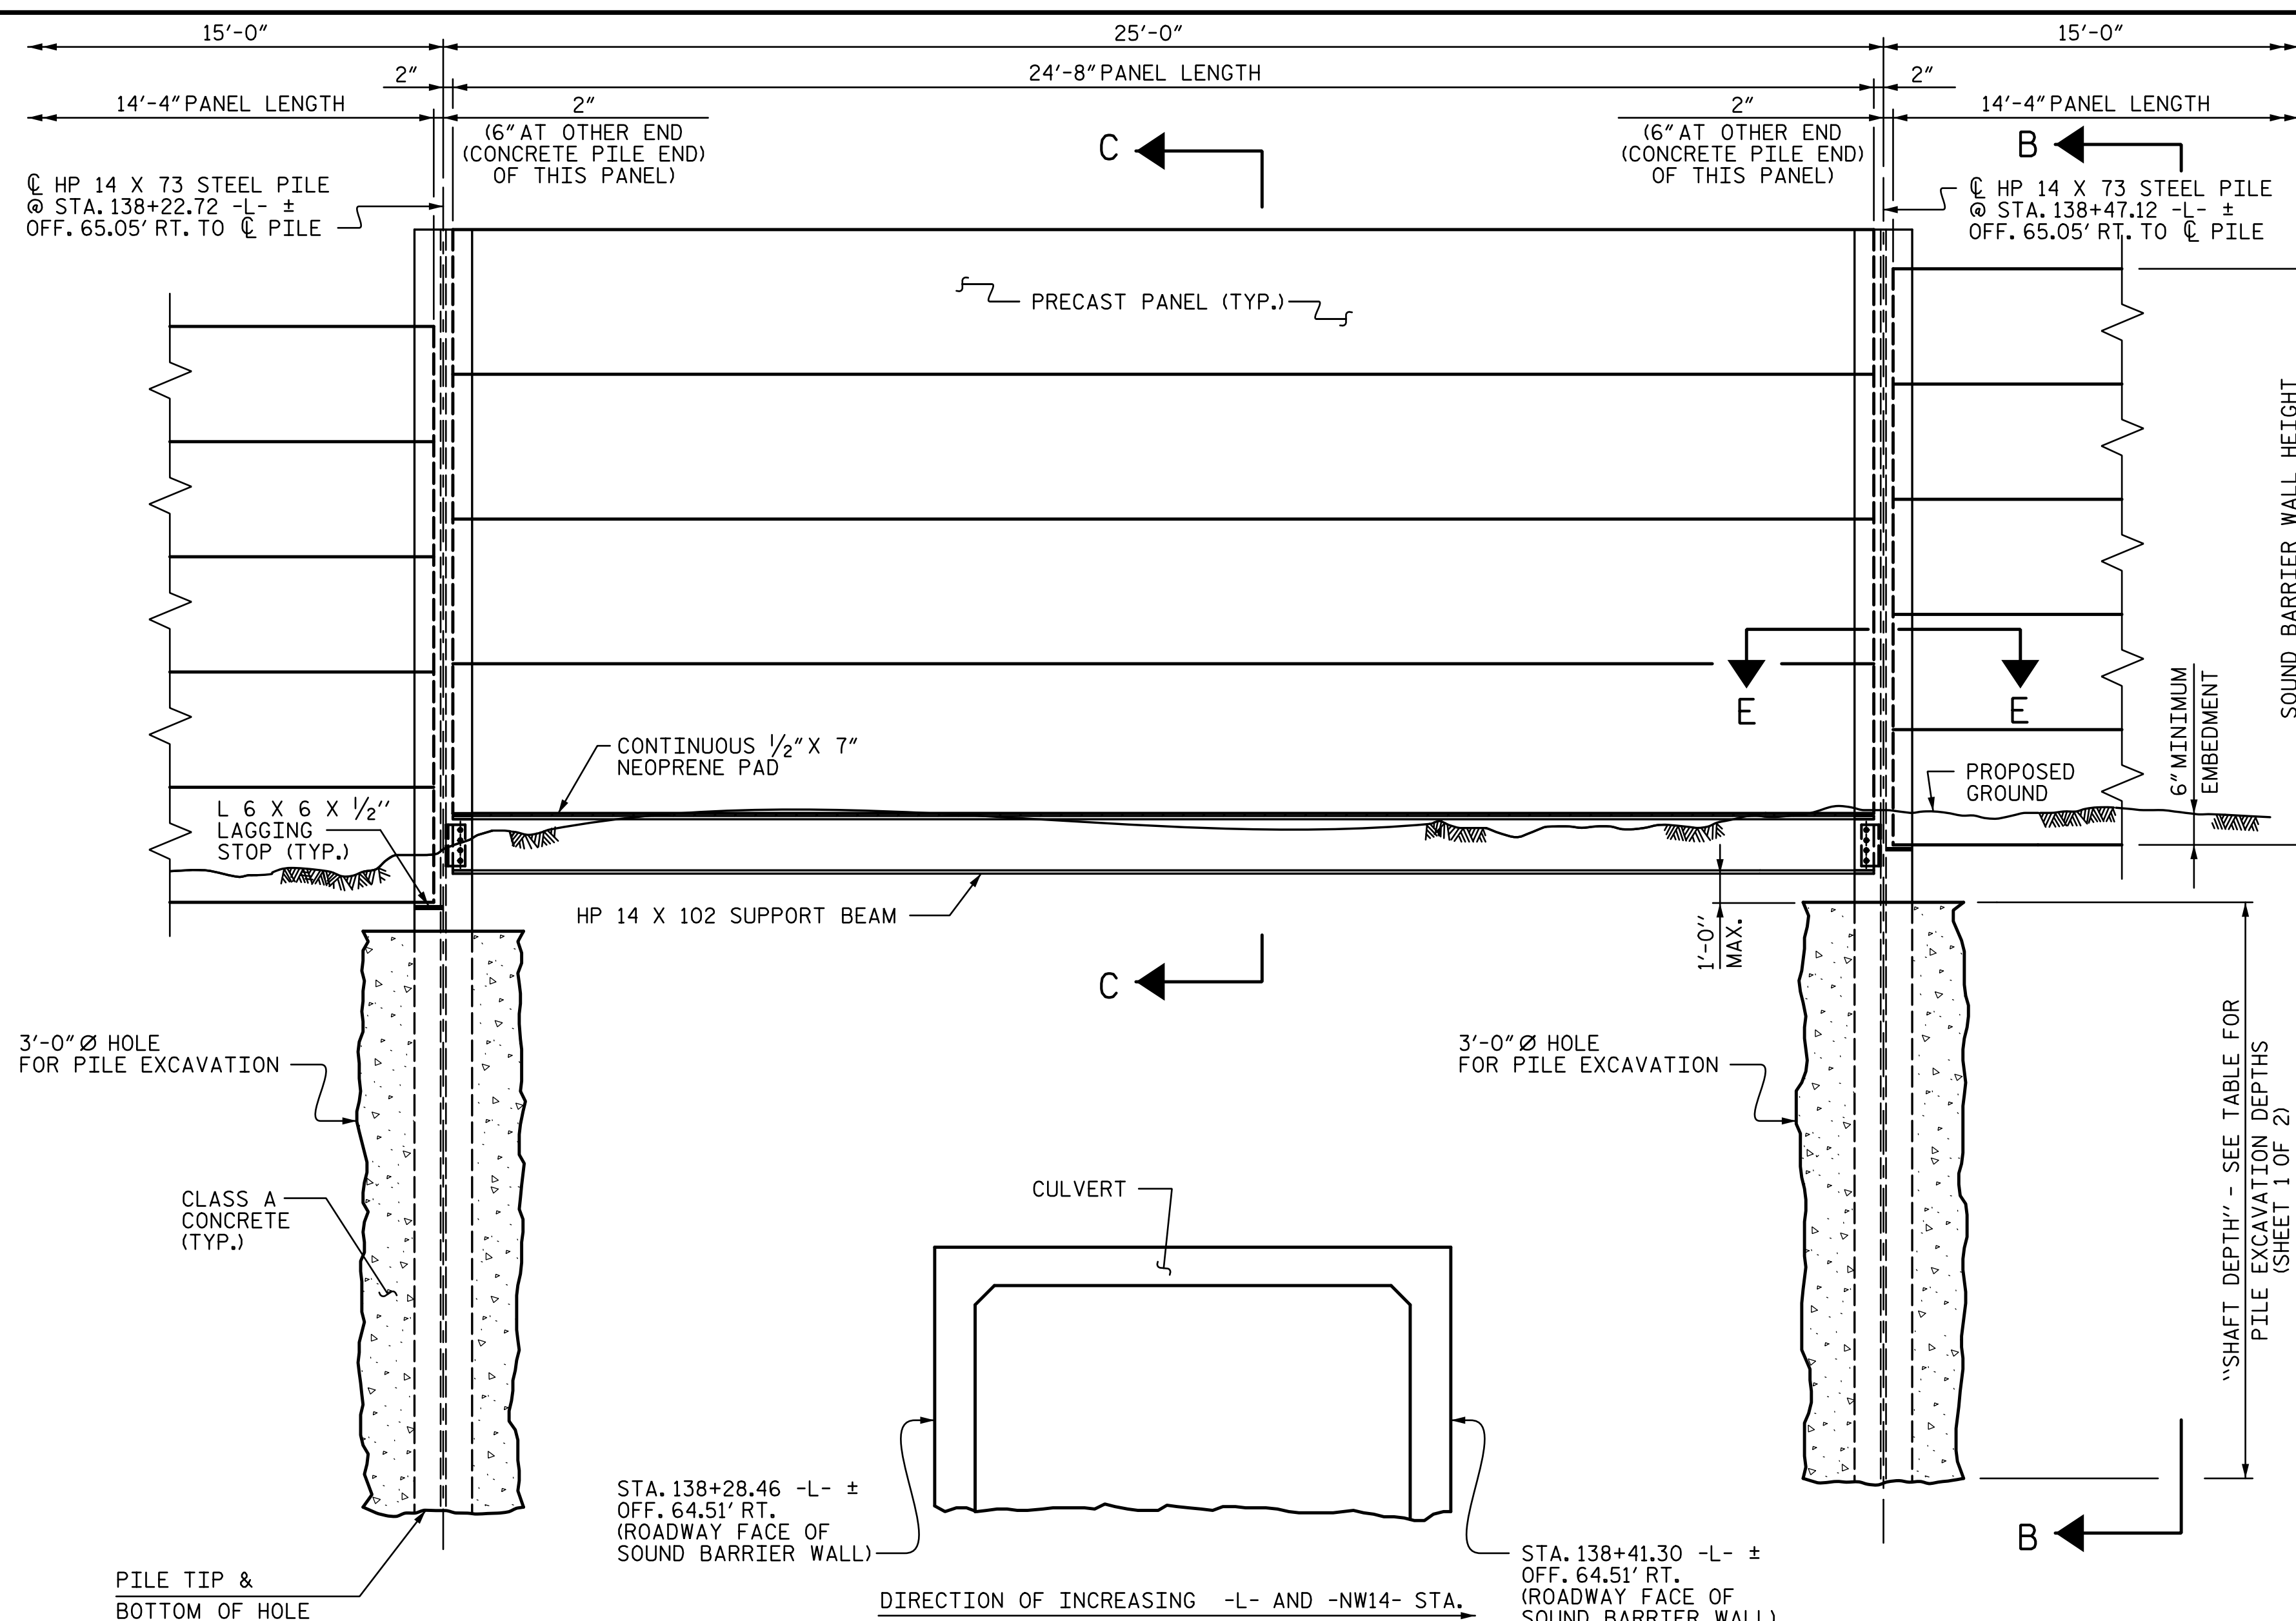 15'-0"
25'-0"
15'-0"
2"
24'-8" PANEL LENGTH
2"
14'-4" PANEL LENGTH
2"
(6" AT OTHER END
(CONCRETE PILE END)
OF THIS PANEL)
2"
(6" AT OTHER END
(CONCRETE PILE END)
OF THIS PANEL)
14'-4" PANEL LENGTH
C
B
℄ HP 14 X 73 STEEL PILE
@ STA. 138+22.72 -L- ±
OFF. 65.05' RT. TO ℄ PILE
℄ HP 14 X 73 STEEL PILE
@ STA. 138+47.12 -L- ±
OFF. 65.05' RT. TO ℄ PILE
PRECAST PANEL (TYP.)
SOUND BARRIER WALL HEIGHT
E
E
6" MINIMUM
EMBEDMENT
CONTINUOUS 1/2" X 7"
NEOPRENE PAD
PROPOSED
GROUND
L 6 X 6 X 1/2"
LAGGING
STOP (TYP.)
HP 14 X 102 SUPPORT BEAM
1'-0"
MAX.
C
3'-0" Ø HOLE
FOR PILE EXCAVATION
3'-0" Ø HOLE
FOR PILE EXCAVATION
"SHAFT DEPTH" - SEE TABLE FOR
PILE EXCAVATION DEPTHS
(SHEET 1 OF 2)
CLASS A
CONCRETE
(TYP.)
CULVERT
STA. 138+28.46 -L- ±
OFF. 64.51' RT.
(ROADWAY FACE OF
SOUND BARRIER WALL)
B
STA. 138+41.30 -L- ±
OFF. 64.51' RT.
(ROADWAY FACE OF
SOUND BARRIER WALL)
PILE TIP &
BOTTOM OF HOLE
DIRECTION OF INCREASING -L- AND -NW14- STA.